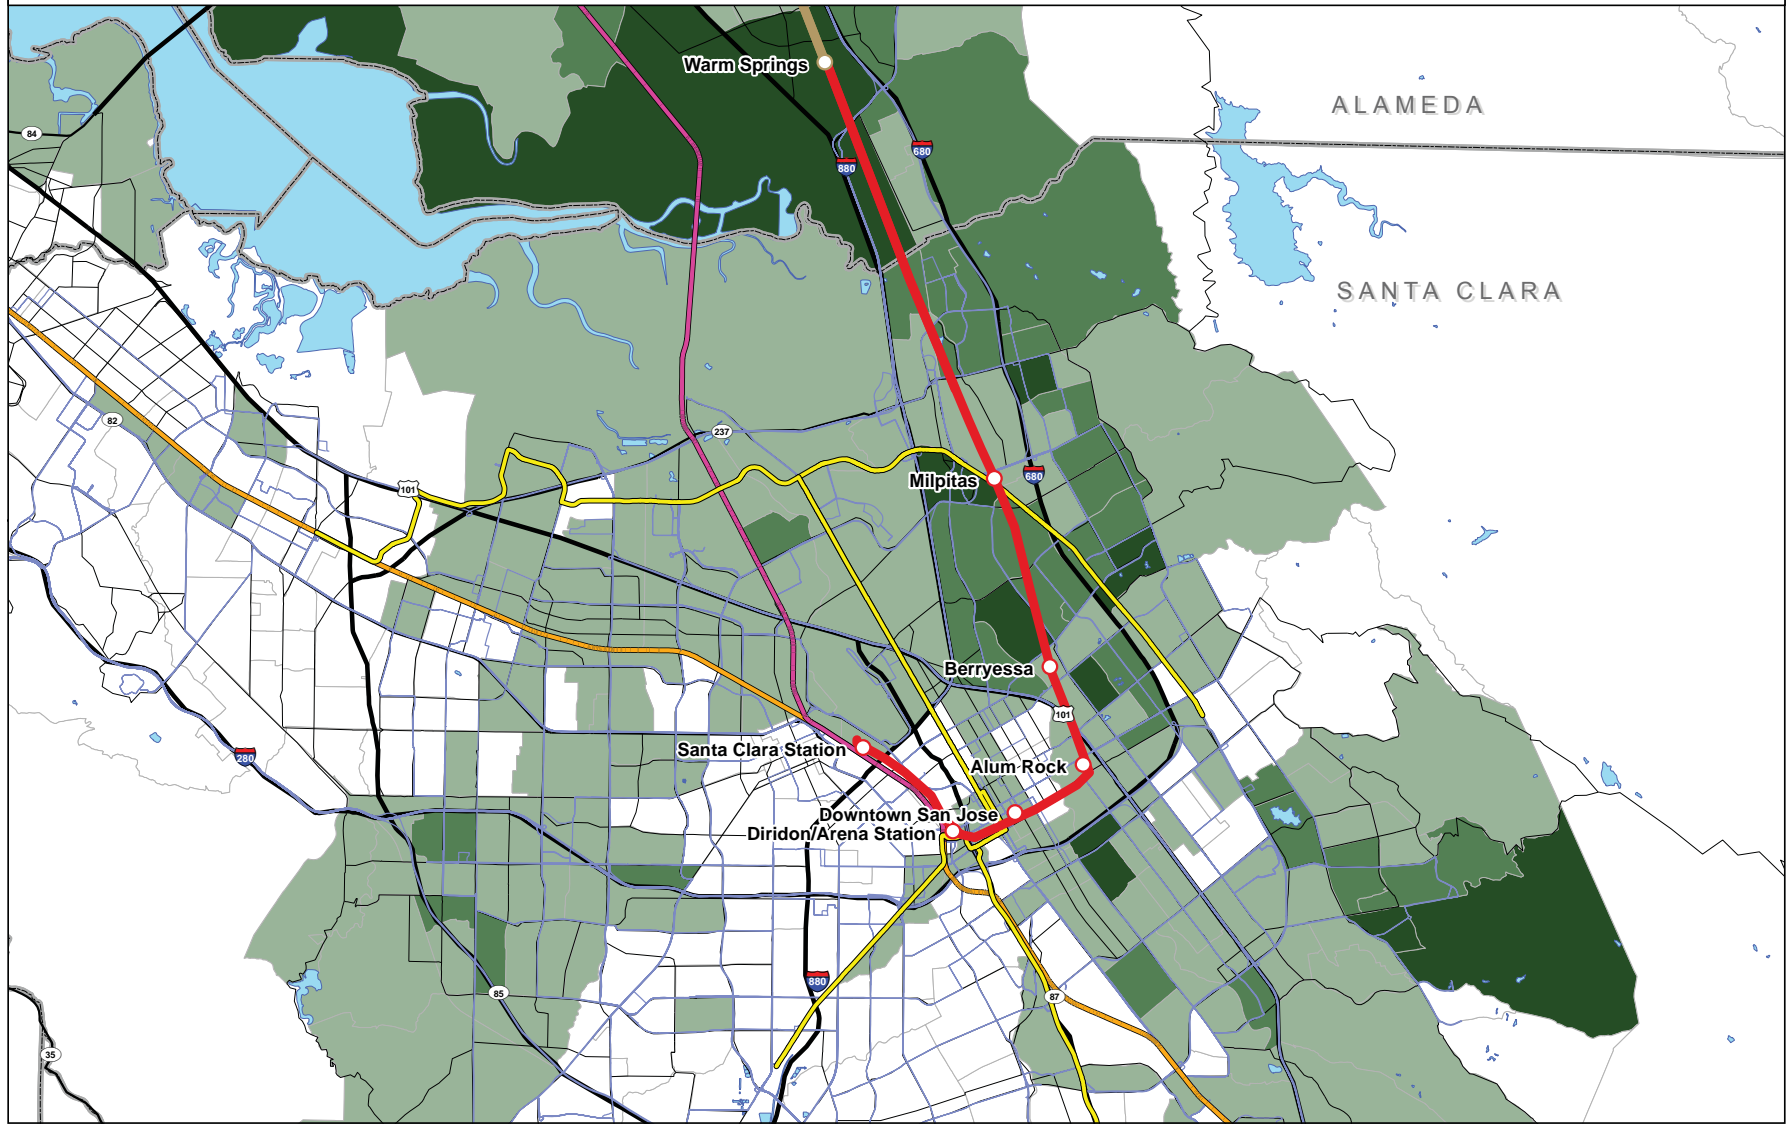 Warm Springs
ALAMEDA
84
680
880
SANTA CLARA
82
237
101
Milpitas
680
Berryessa
101
Santa Clara Station
280
Alum Rock
Downtown San Jose
Diridon/Arena Station
880
85
87
35